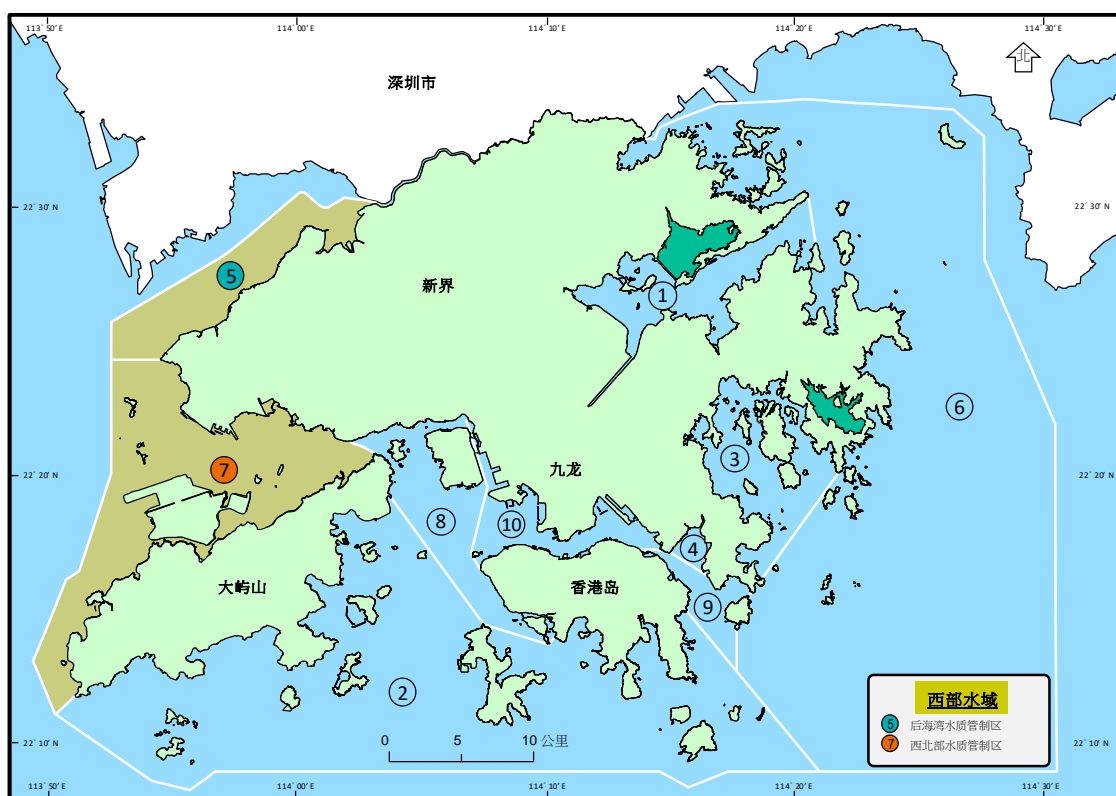 113° 50' E 114° 00' E 114° 10' E 114° 20' E 114° 30' E
北
深圳市
22° 30' N 22° 30' N
5
新界
1
6
3
九龙
22° 20' N 22° 20' N
7
8
10
4
大屿山
香港岛
9
2
西部水域
5 后海湾水质管制区
7 西北部水质管制区
0 5 10 公里
22° 10' N 22° 10' N
113° 50' E 114° 00' E 114° 10' E 114° 20' E 114° 30' E